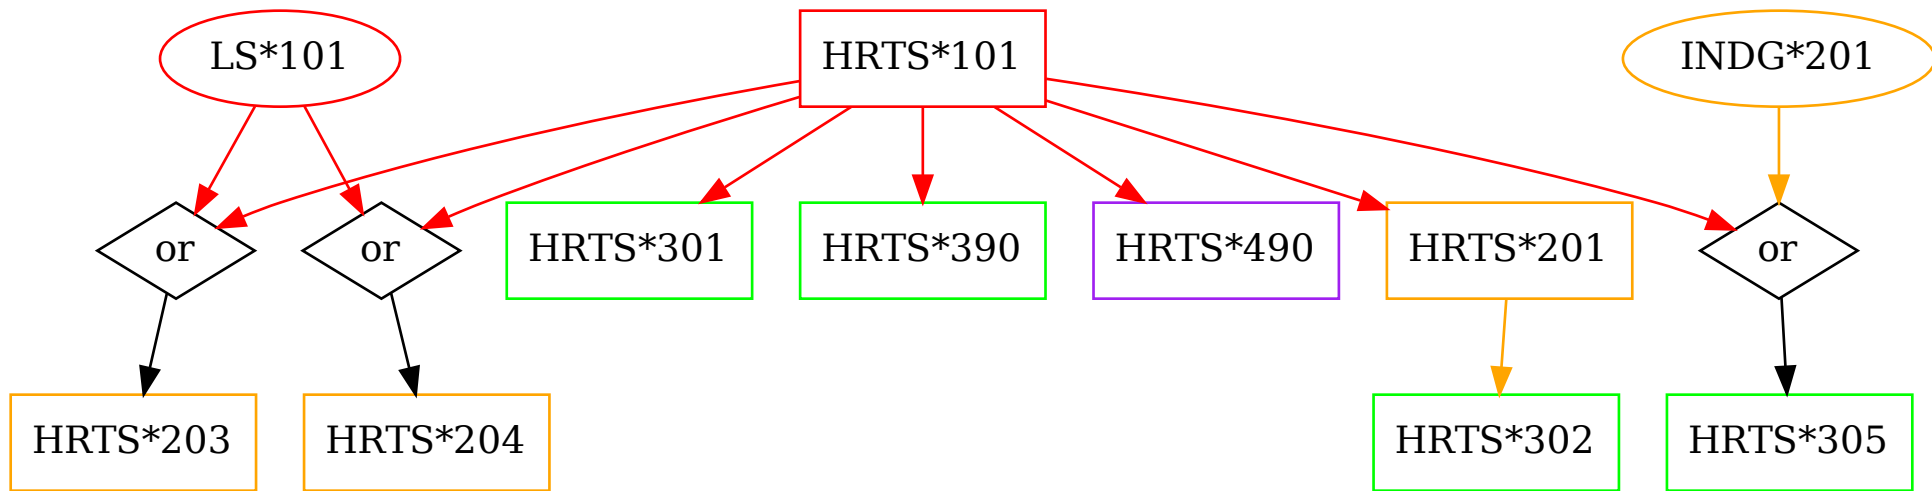 LS*101
HRTS*101
INDG*201
or
or
HRTS*301
HRTS*390
HRTS*490
HRTS*201
or
HRTS*203
HRTS*204
HRTS*302
HRTS*305